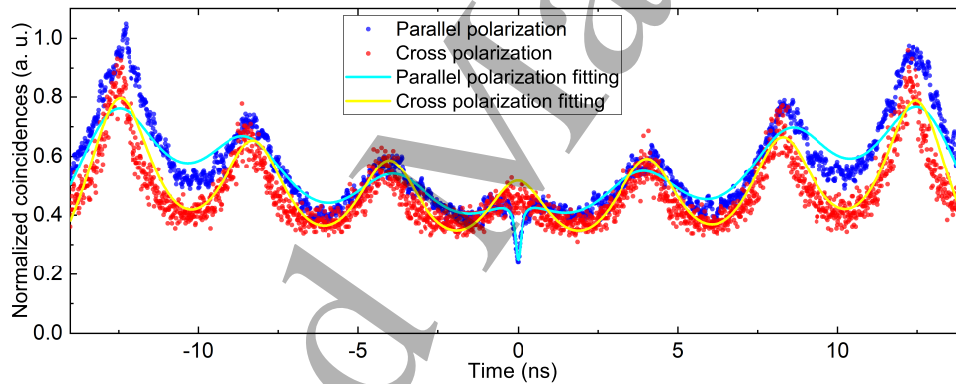 Parallel polarization
Cross polarization
Parallel polarization fitting
Cross polarization fitting
Normalized coincidences (a. u.)
1.0
0.8
0.6
0.4
0.2
0.0
-10
-5
0
5
10
Time (ns)
d Ma